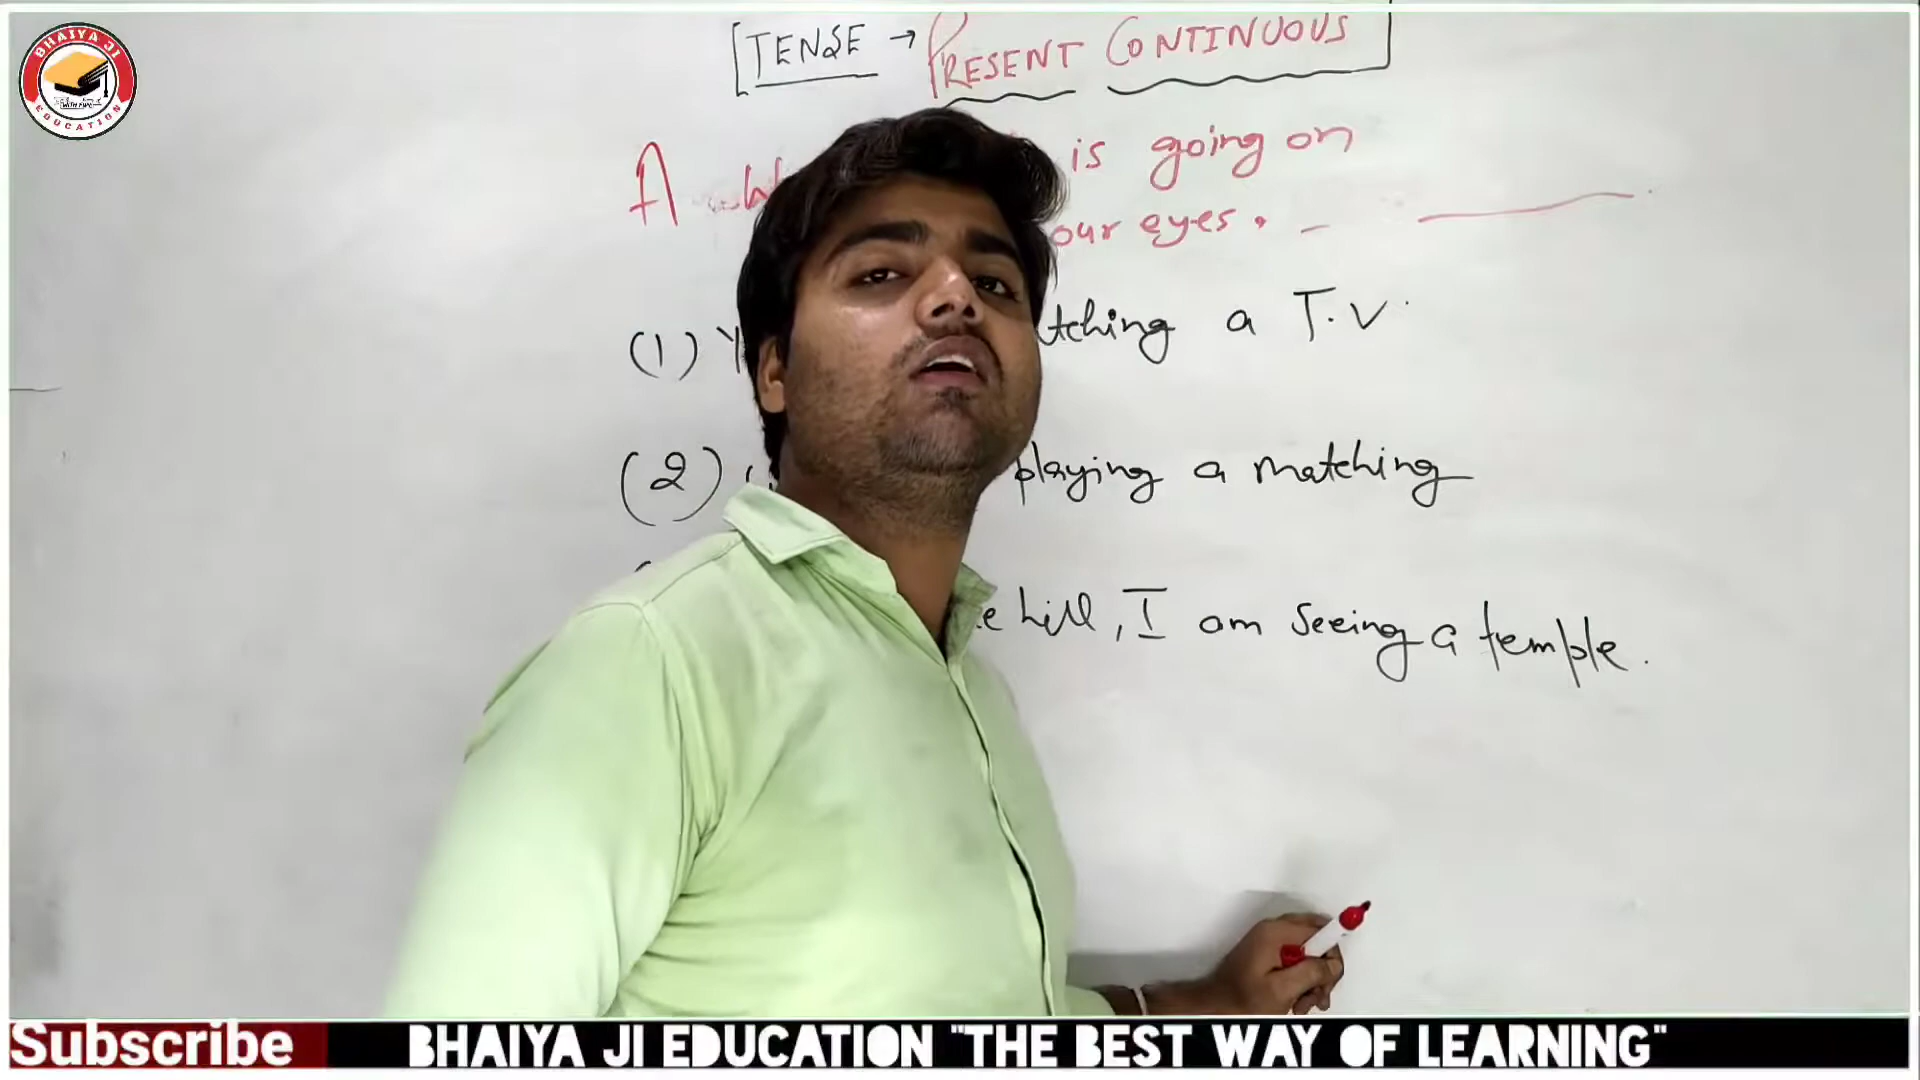 BHAIYA JI
EDUCATION
[TENSE → PRESENT CONTINUOUS]
A is going on
our eyes. -
(1) tching a T.V.
(2) playing a matching
hill, I am seeing a temple.
Subscribe BHAIYA JI EDUCATION "THE BEST WAY OF LEARNING"